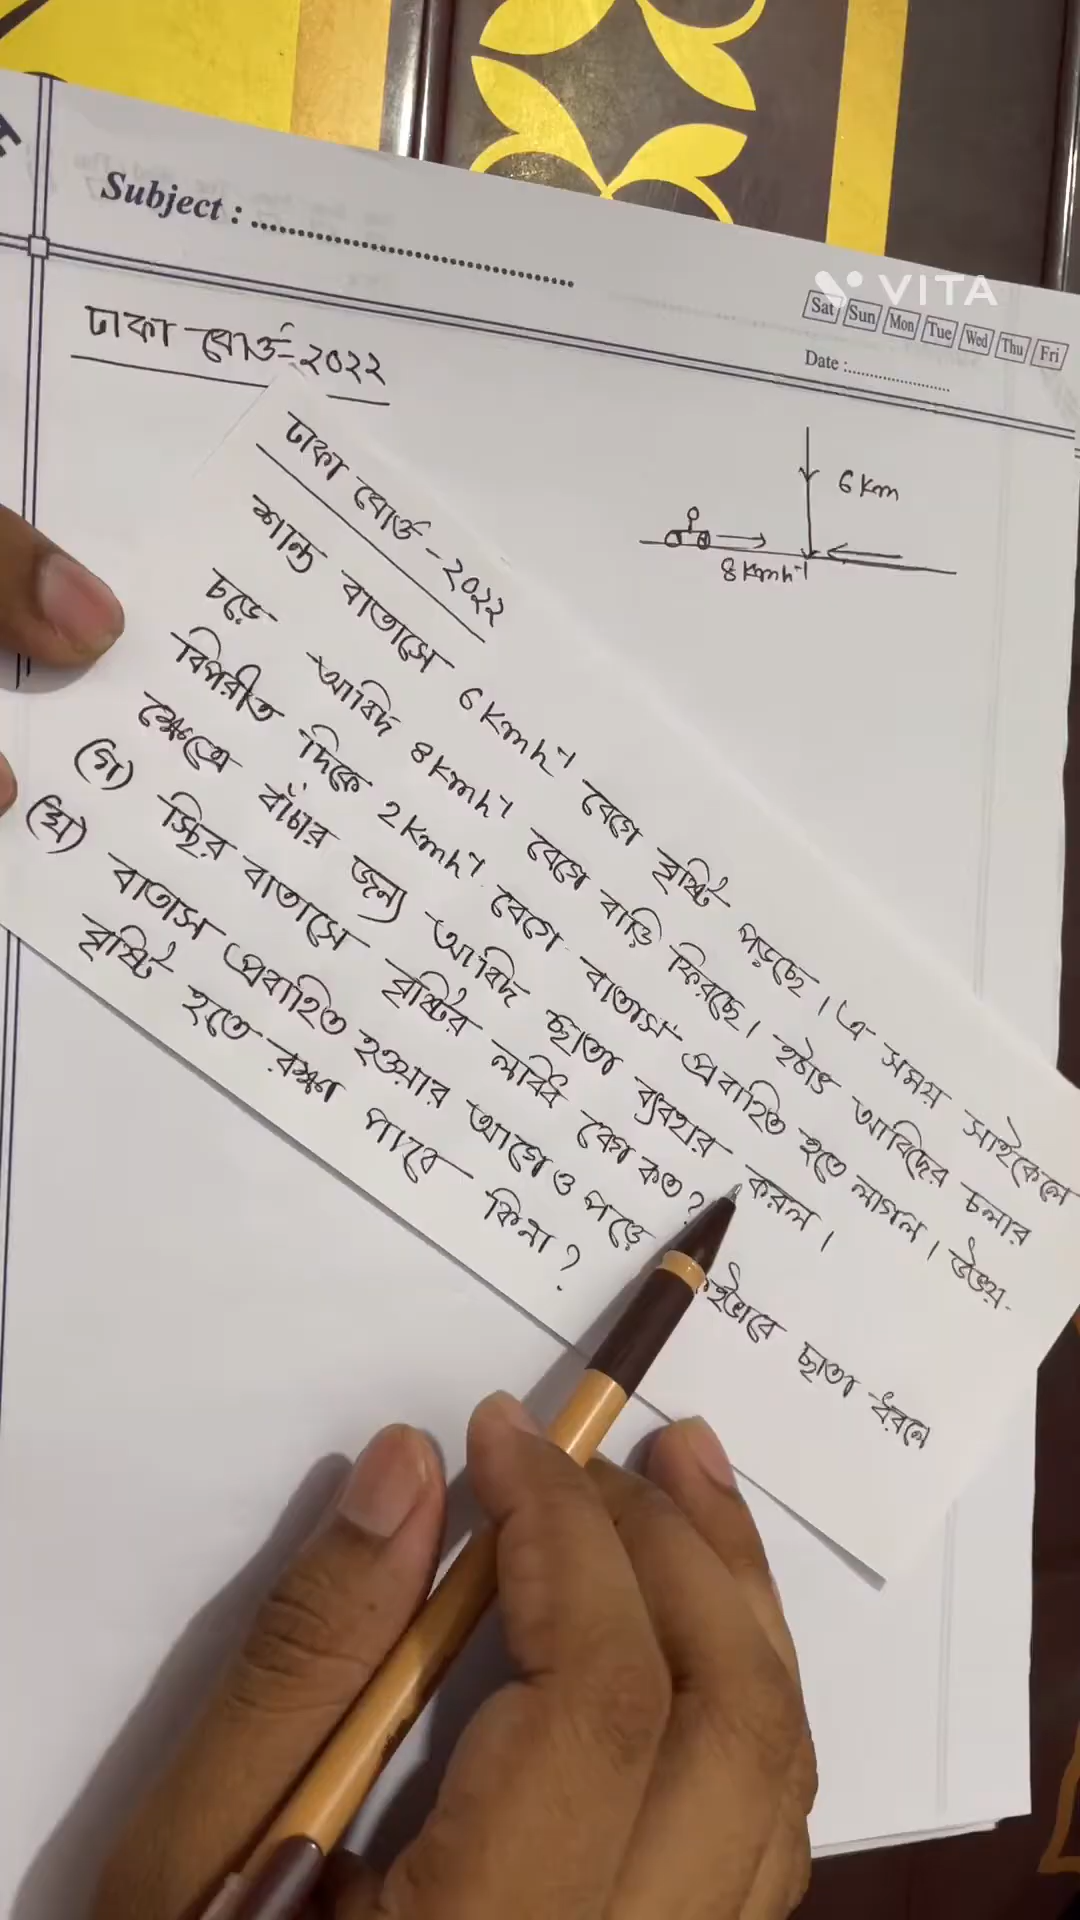 Subject :
VITA
Sat Sun Mon Tue Wed Thu Fri
Date :
ঢাকা বোর্ড-২০২২
6 km
8 kmh⁻¹
ঢাকা বোর্ড - ২০২২
শান্ত বাতাসে 6 kmh⁻¹ বেগে বৃষ্টি পড়ছে। এ সময় সাইকেলে
চড়ে আবিদ 8 kmh⁻¹ বেগে বাড়ি ফিরছে। হঠাৎ আবিদের চলার
বিপরীত দিকে 2 kmh⁻¹ বেগে বাতাস প্রবাহিত হতে লাগল। উভয়
ক্ষেত্রে বাঁচার জন্য আবিদ ছাতা ব্যবহার করল।
(গ) স্থির বাতাসে বৃষ্টির লব্ধি বেগ কত?
(ঘ) বাতাস প্রবাহিত হওয়ার আগে ও পড়ে ছাতা ধরলে
বৃষ্টি হতে রক্ষা পাবে কিনা?